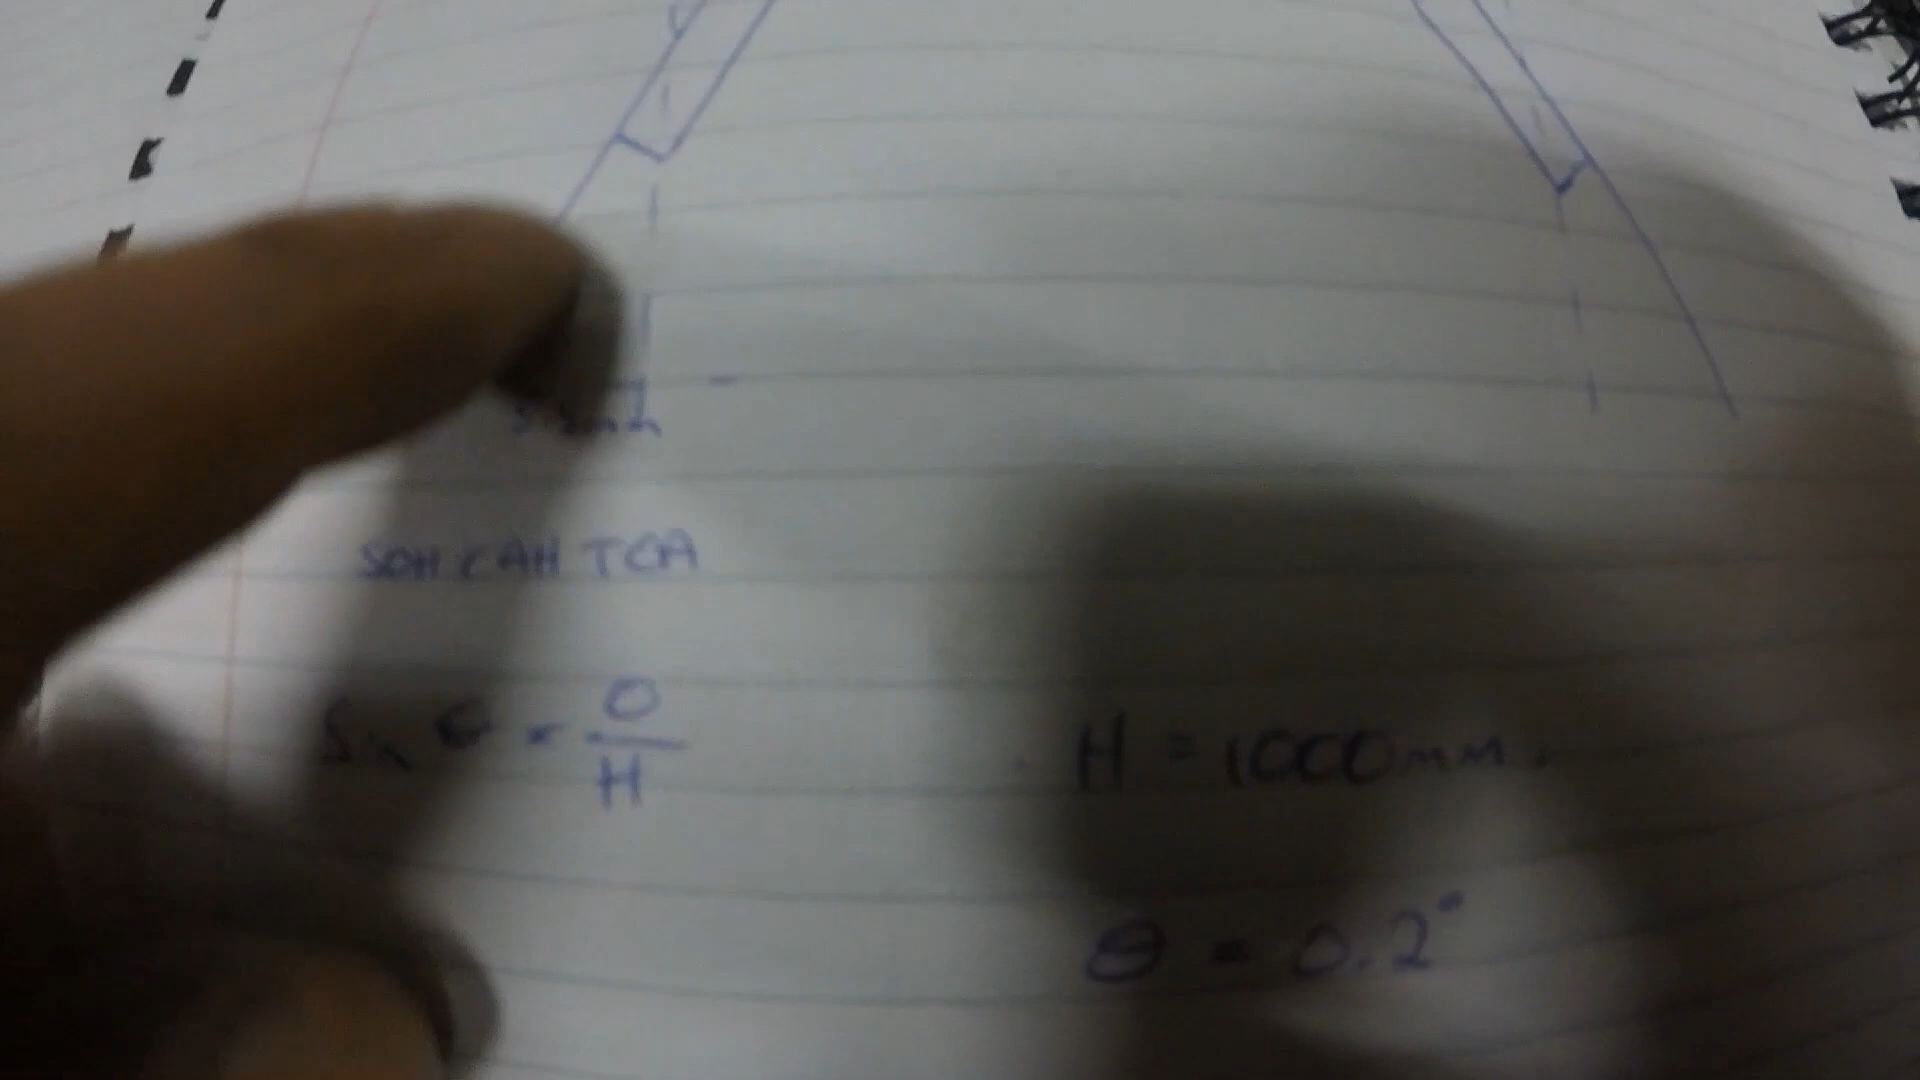 SOH CAH TOA
Sin θ = O/H
H = 1000mm.
θ = 0.2°